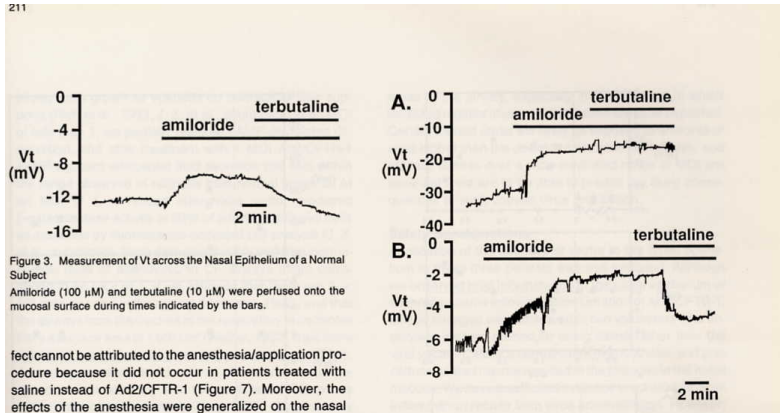 211
0
-4
-8
-12
-16
Vt
(mV)
amiloride
terbutaline
2 min
Figure 3. Measurement of Vt across the Nasal Epithelium of a Normal
Subject
Amiloride (100 µM) and terbutaline (10 µM) were perfused onto the
mucosal surface during times indicated by the bars.
fect cannot be attributed to the anesthesia/application pro-
cedure because it did not occur in patients treated with
saline instead of Ad2/CFTR-1 (Figure 7). Moreover, the
effects of the anesthesia were generalized on the nasal
A.
0
-10
-20
-30
-40
Vt
(mV)
amiloride
terbutaline
2 min
B.
0
-2
-4
-6
-8
Vt
(mV)
amiloride
terbutaline
2 min